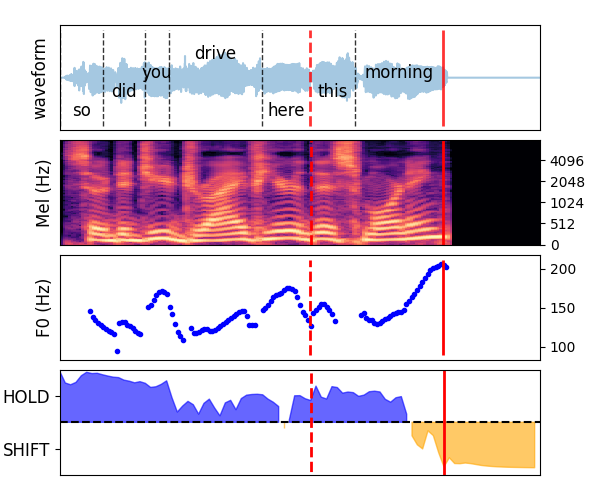 waveform
so
did
you
drive
here
this
morning
Mel (Hz)
4096
2048
1024
512
0
F0 (Hz)
200
150
100
HOLD
SHIFT